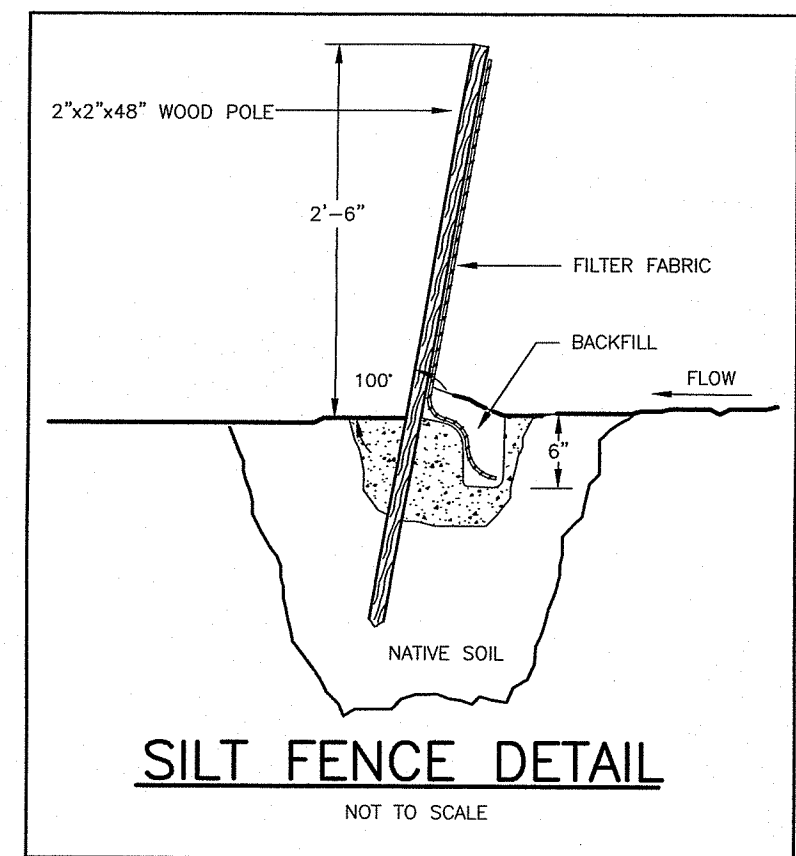 2"x2"x48" WOOD POLE
2'-6"
FILTER FABRIC
BACKFILL
FLOW
100°
6"
NATIVE SOIL
SILT FENCE DETAIL
NOT TO SCALE